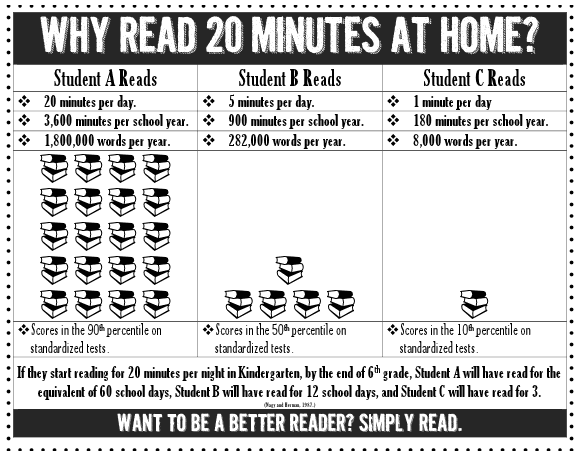 WHY READ 20 MINUTES AT HOME?
Student A Reads
❖ 20 minutes per day.
❖ 3,600 minutes per school year.
❖ 1,800,000 words per year.
❖ Scores in the 90th percentile on
standardized tests.
Student B Reads
❖ 5 minutes per day.
❖ 900 minutes per school year.
❖ 282,000 words per year.
❖ Scores in the 50th percentile on
standardized tests.
Student C Reads
❖ 1 minute per day
❖ 180 minutes per school year.
❖ 8,000 words per year.
❖ Scores in the 10th percentile on
standardized tests.
If they start reading for 20 minutes per night in Kindergarten, by the end of 6th grade, Student A will have read for the
equivalent of 60 school days, Student B will have read for 12 school days, and Student C will have read for 3.
(Nagy and Herman, 1987.)
WANT TO BE A BETTER READER? SIMPLY READ.